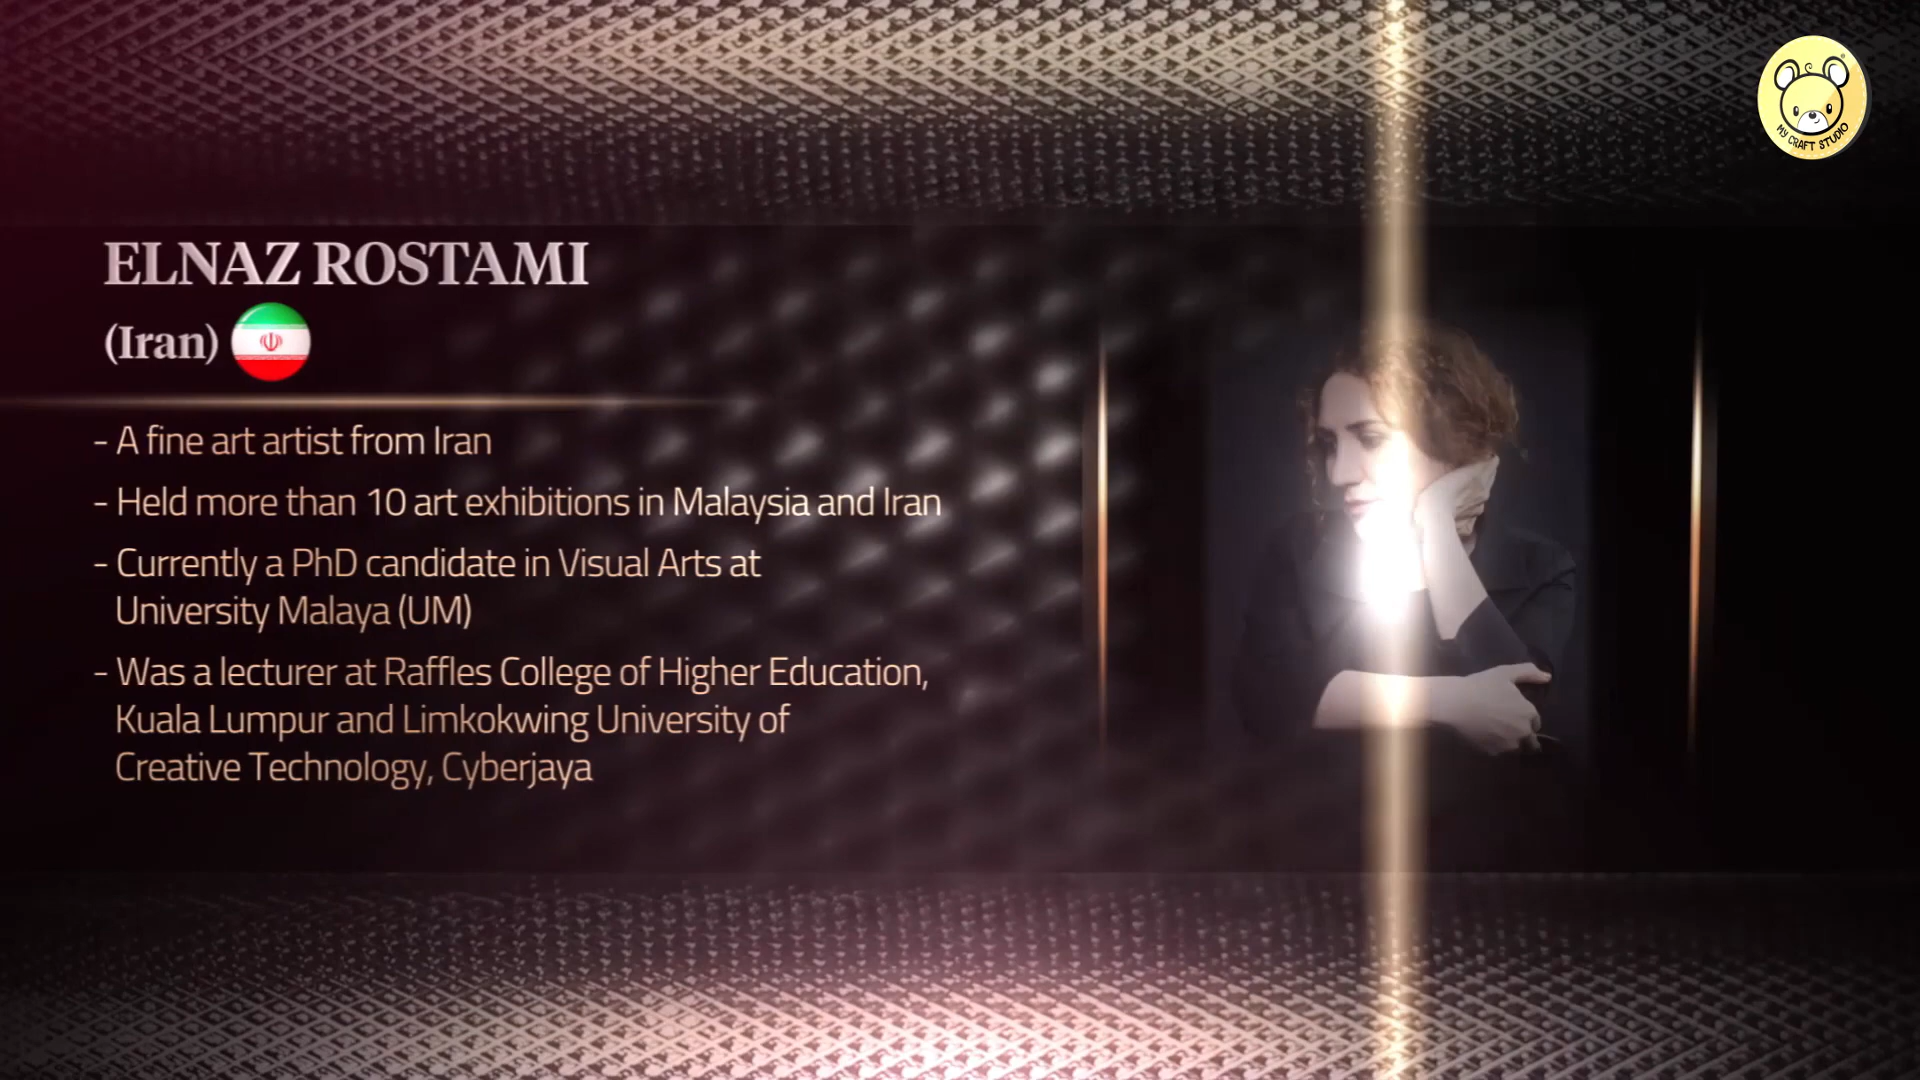 MY CRAFT STUDIO
ELNAZ ROSTAMI
(Iran)
- A fine art artist from Iran
- Held more than 10 art exhibitions in Malaysia and Iran
- Currently a PhD candidate in Visual Arts at
University Malaya (UM)
- Was a lecturer at Raffles College of Higher Education,
Kuala Lumpur and Limkokwing University of
Creative Technology, Cyberjaya